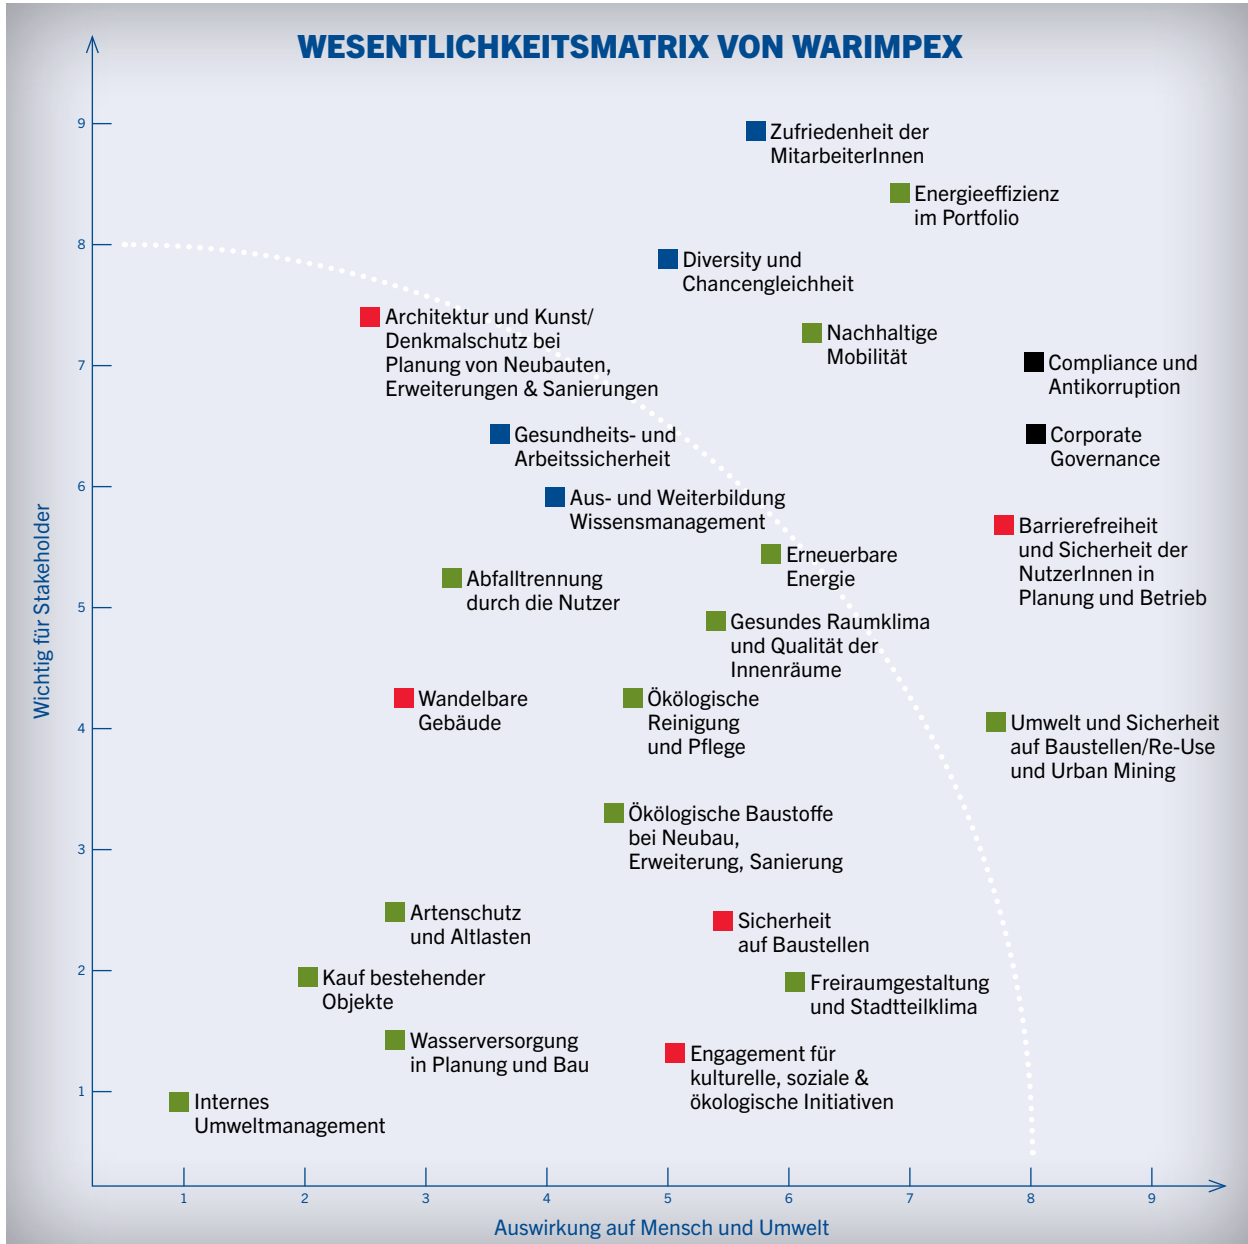 WESENTLICHKEITSMATRIX VON WARIMPEX
9
Zufriedenheit der
MitarbeiterInnen
Energieeffizienz
im Portfolio
8
Diversity und
Chancengleichheit
Architektur und Kunst/
Denkmalschutz bei
Planung von Neubauten,
Erweiterungen & Sanierungen
Nachhaltige
Mobilität
7
Compliance und
Antikorruption
Gesundheits- und
Arbeitssicherheit
Corporate
Governance
6
Aus- und Weiterbildung
Wissensmanagement
Barrierefreiheit
und Sicherheit der
NutzerInnen in
Planung und Betrieb
Erneuerbare
Energie
Abfalltrennung
durch die Nutzer
5
Gesundes Raumklima
und Qualität der
Innenräume
Wichtig für Stakeholder
Wandelbare
Gebäude
Ökölogische
Reinigung
und Pflege
4
Umwelt und Sicherheit
auf Baustellen/Re-Use
und Urban Mining
Ökölogische Baustoffe
bei Neubau,
Erweiterung, Sanierung
3
Artenschutz
und Altlasten
Sicherheit
auf Baustellen
2
Kauf bestehender
Objekte
Freiraumgestaltung
und Stadtteilklima
Wasserversorgung
in Planung und Bau
Engagement für
kulturelle, soziale &
ökologische Initiativen
1
Internes
Umweltmanagement
1 2 3 4 5 6 7 8 9
Auswirkung auf Mensch und Umwelt